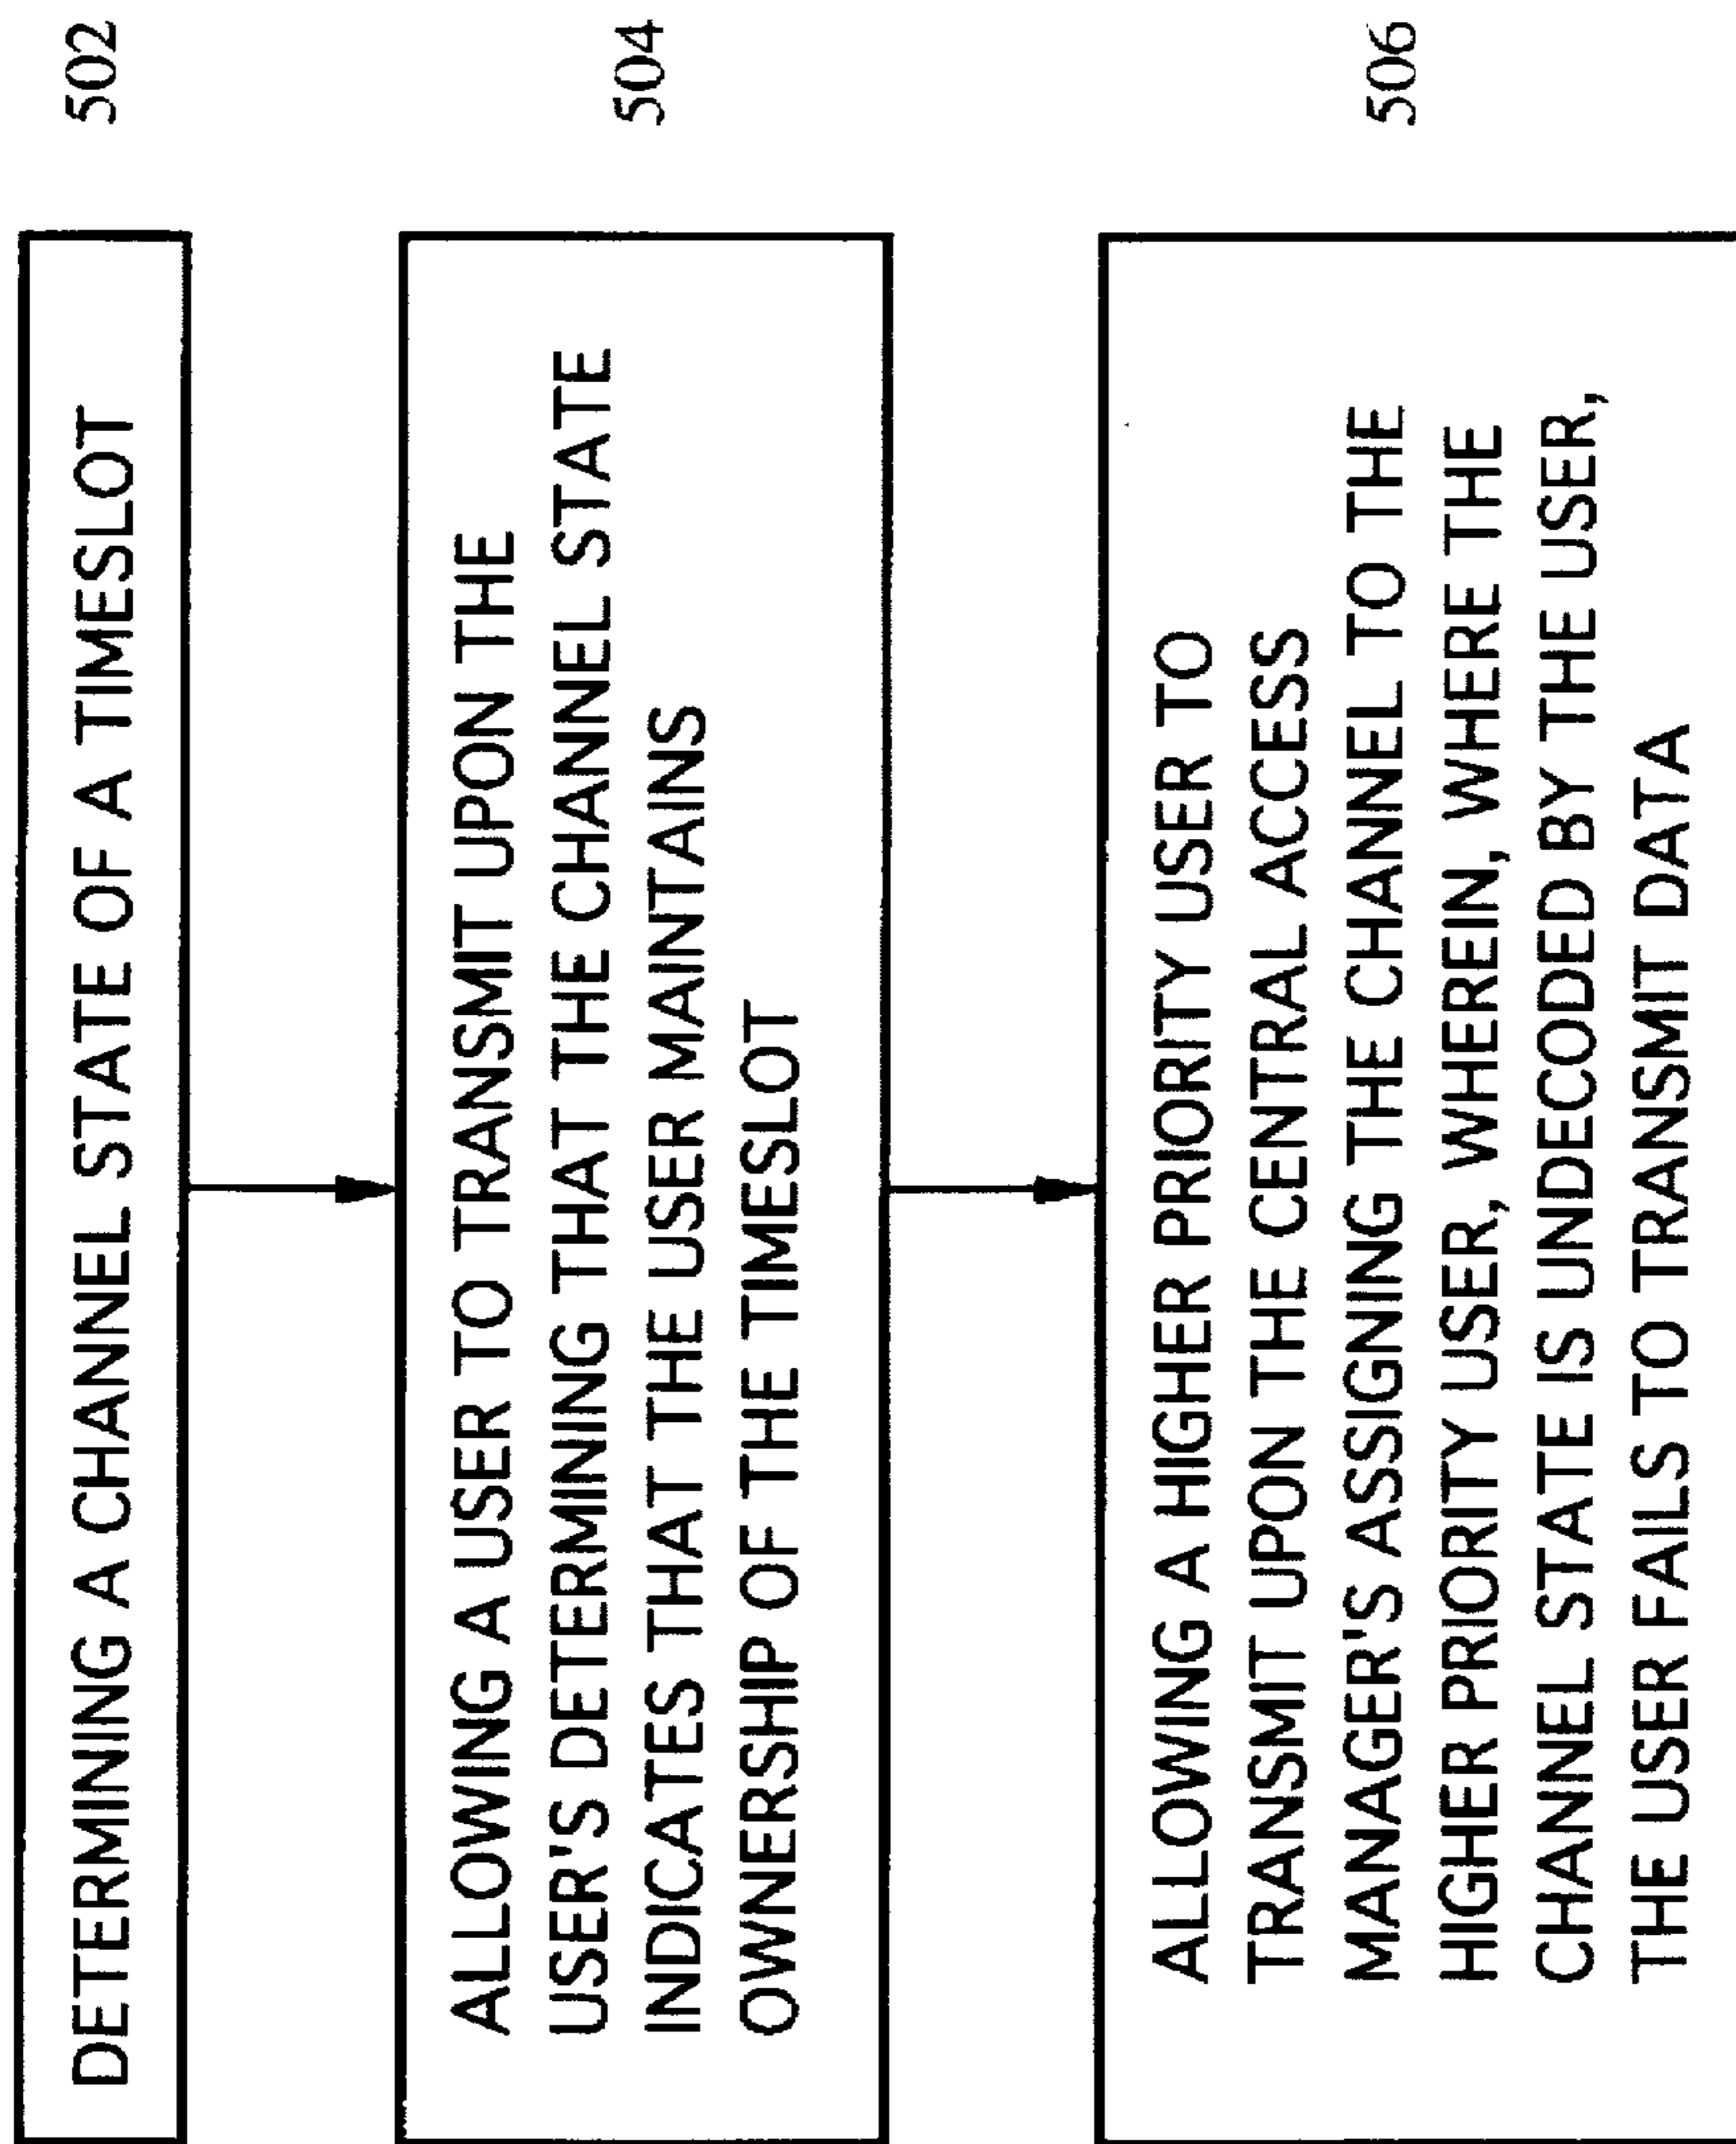 DETERMINING A CHANNEL STATE OF A TIMESLOT
502
ALLOWING A USER TO TRANSMIT UPON THE
USER'S DETERMINING THAT THE CHANNEL STATE
INDICATES THAT THE USER MAINTAINS
OWNERSHIP OF THE TIMESLOT
504
ALLOWING A HIGHER PRIORITY USER TO
TRANSMIT UPON THE CENTRAL ACCESS
MANAGER'S ASSIGNING THE CHANNEL TO THE
HIGHER PRIORITY USER, WHEREIN, WHERE THE
CHANNEL STATE IS UNDECODED BY THE USER,
THE USER FAILS TO TRANSMIT DATA
506